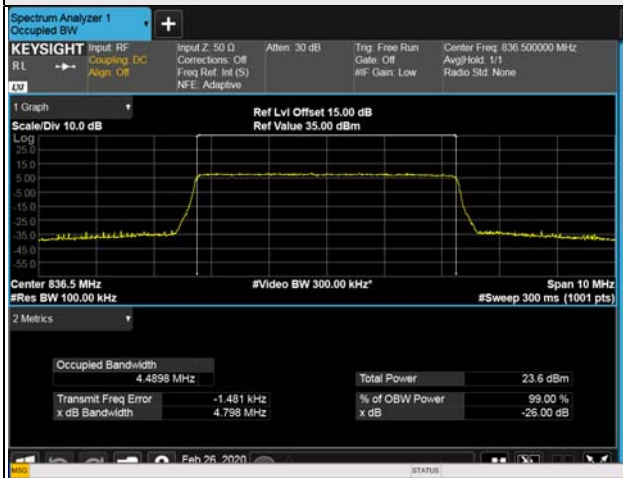 Spectrum Analyzer 1
Occupied BW
KEYSIGHT
RL
LXI
Input: RF
Coupling: DC
Align: Off
Input Z: 50 Ω
Corrections: Off
Freq Ref: Int (S)
NFE: Adaptive
Atten: 30 dB
Trig: Free Run
Gate: Off
#IF Gain: Low
Center Freq: 836.500000 MHz
Avg|Hold: 1/1
Radio Std: None
1 Graph
Scale/Div 10.0 dB
Ref Lvl Offset 15.00 dB
Ref Value 35.00 dBm
Log
25.0
15.0
5.00
-5.00
-15.0
-25.0
-35.0
-45.0
-55.0
Center 836.5 MHz
#Video BW 300.00 kHz*
Span 10 MHz
#Res BW 100.00 kHz
#Sweep 300 ms (1001 pts)
2 Metrics
Occupied Bandwidth
4.4898 MHz
Total Power 23.6 dBm
Transmit Freq Error -1.481 kHz
% of OBW Power 99.00 %
x dB Bandwidth 4.798 MHz
x dB -26.00 dB
Feb 26, 2020
MSG
STATUS